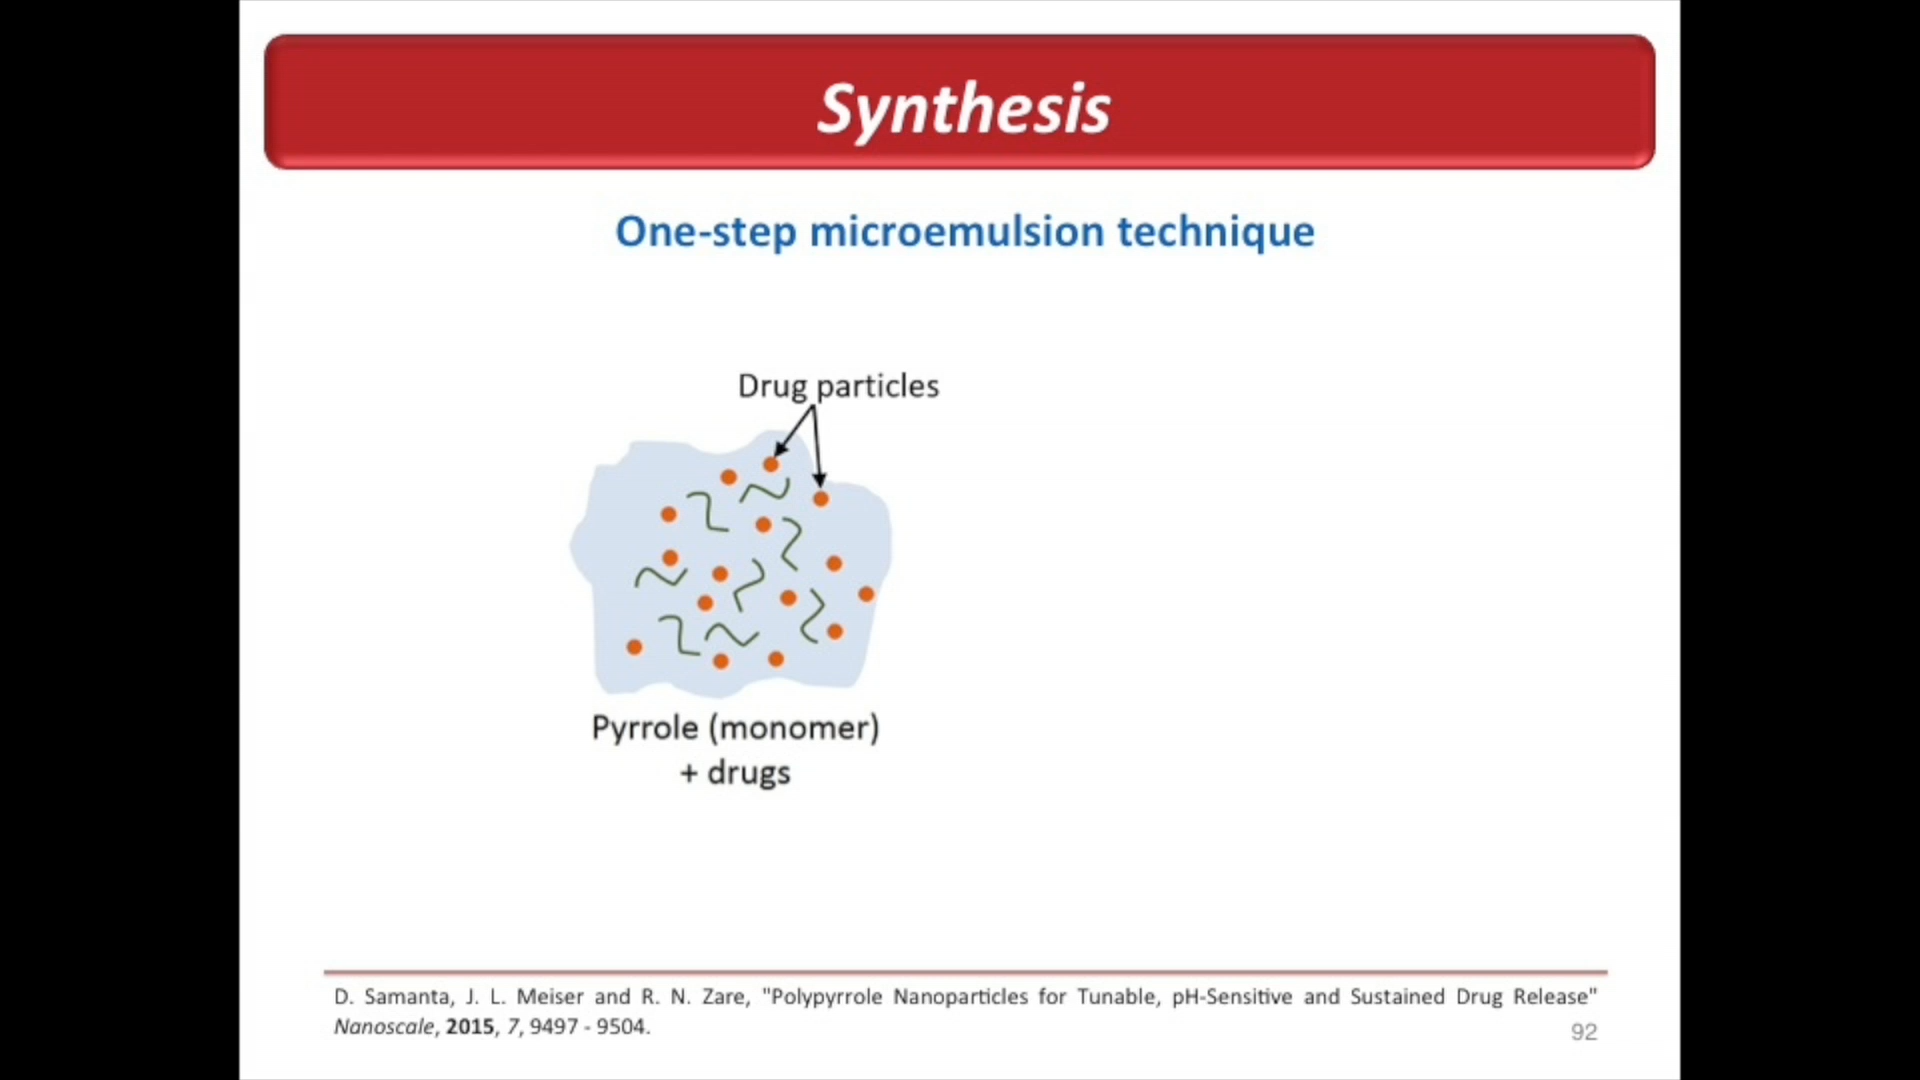 Synthesis
One-step microemulsion technique
Drug particles
Pyrrole (monomer)
+ drugs
D. Samanta, J. L. Meiser and R. N. Zare, "Polypyrrole Nanoparticles for Tunable, pH-Sensitive and Sustained Drug Release"
Nanoscale, 2015, 7, 9497 - 9504.
92